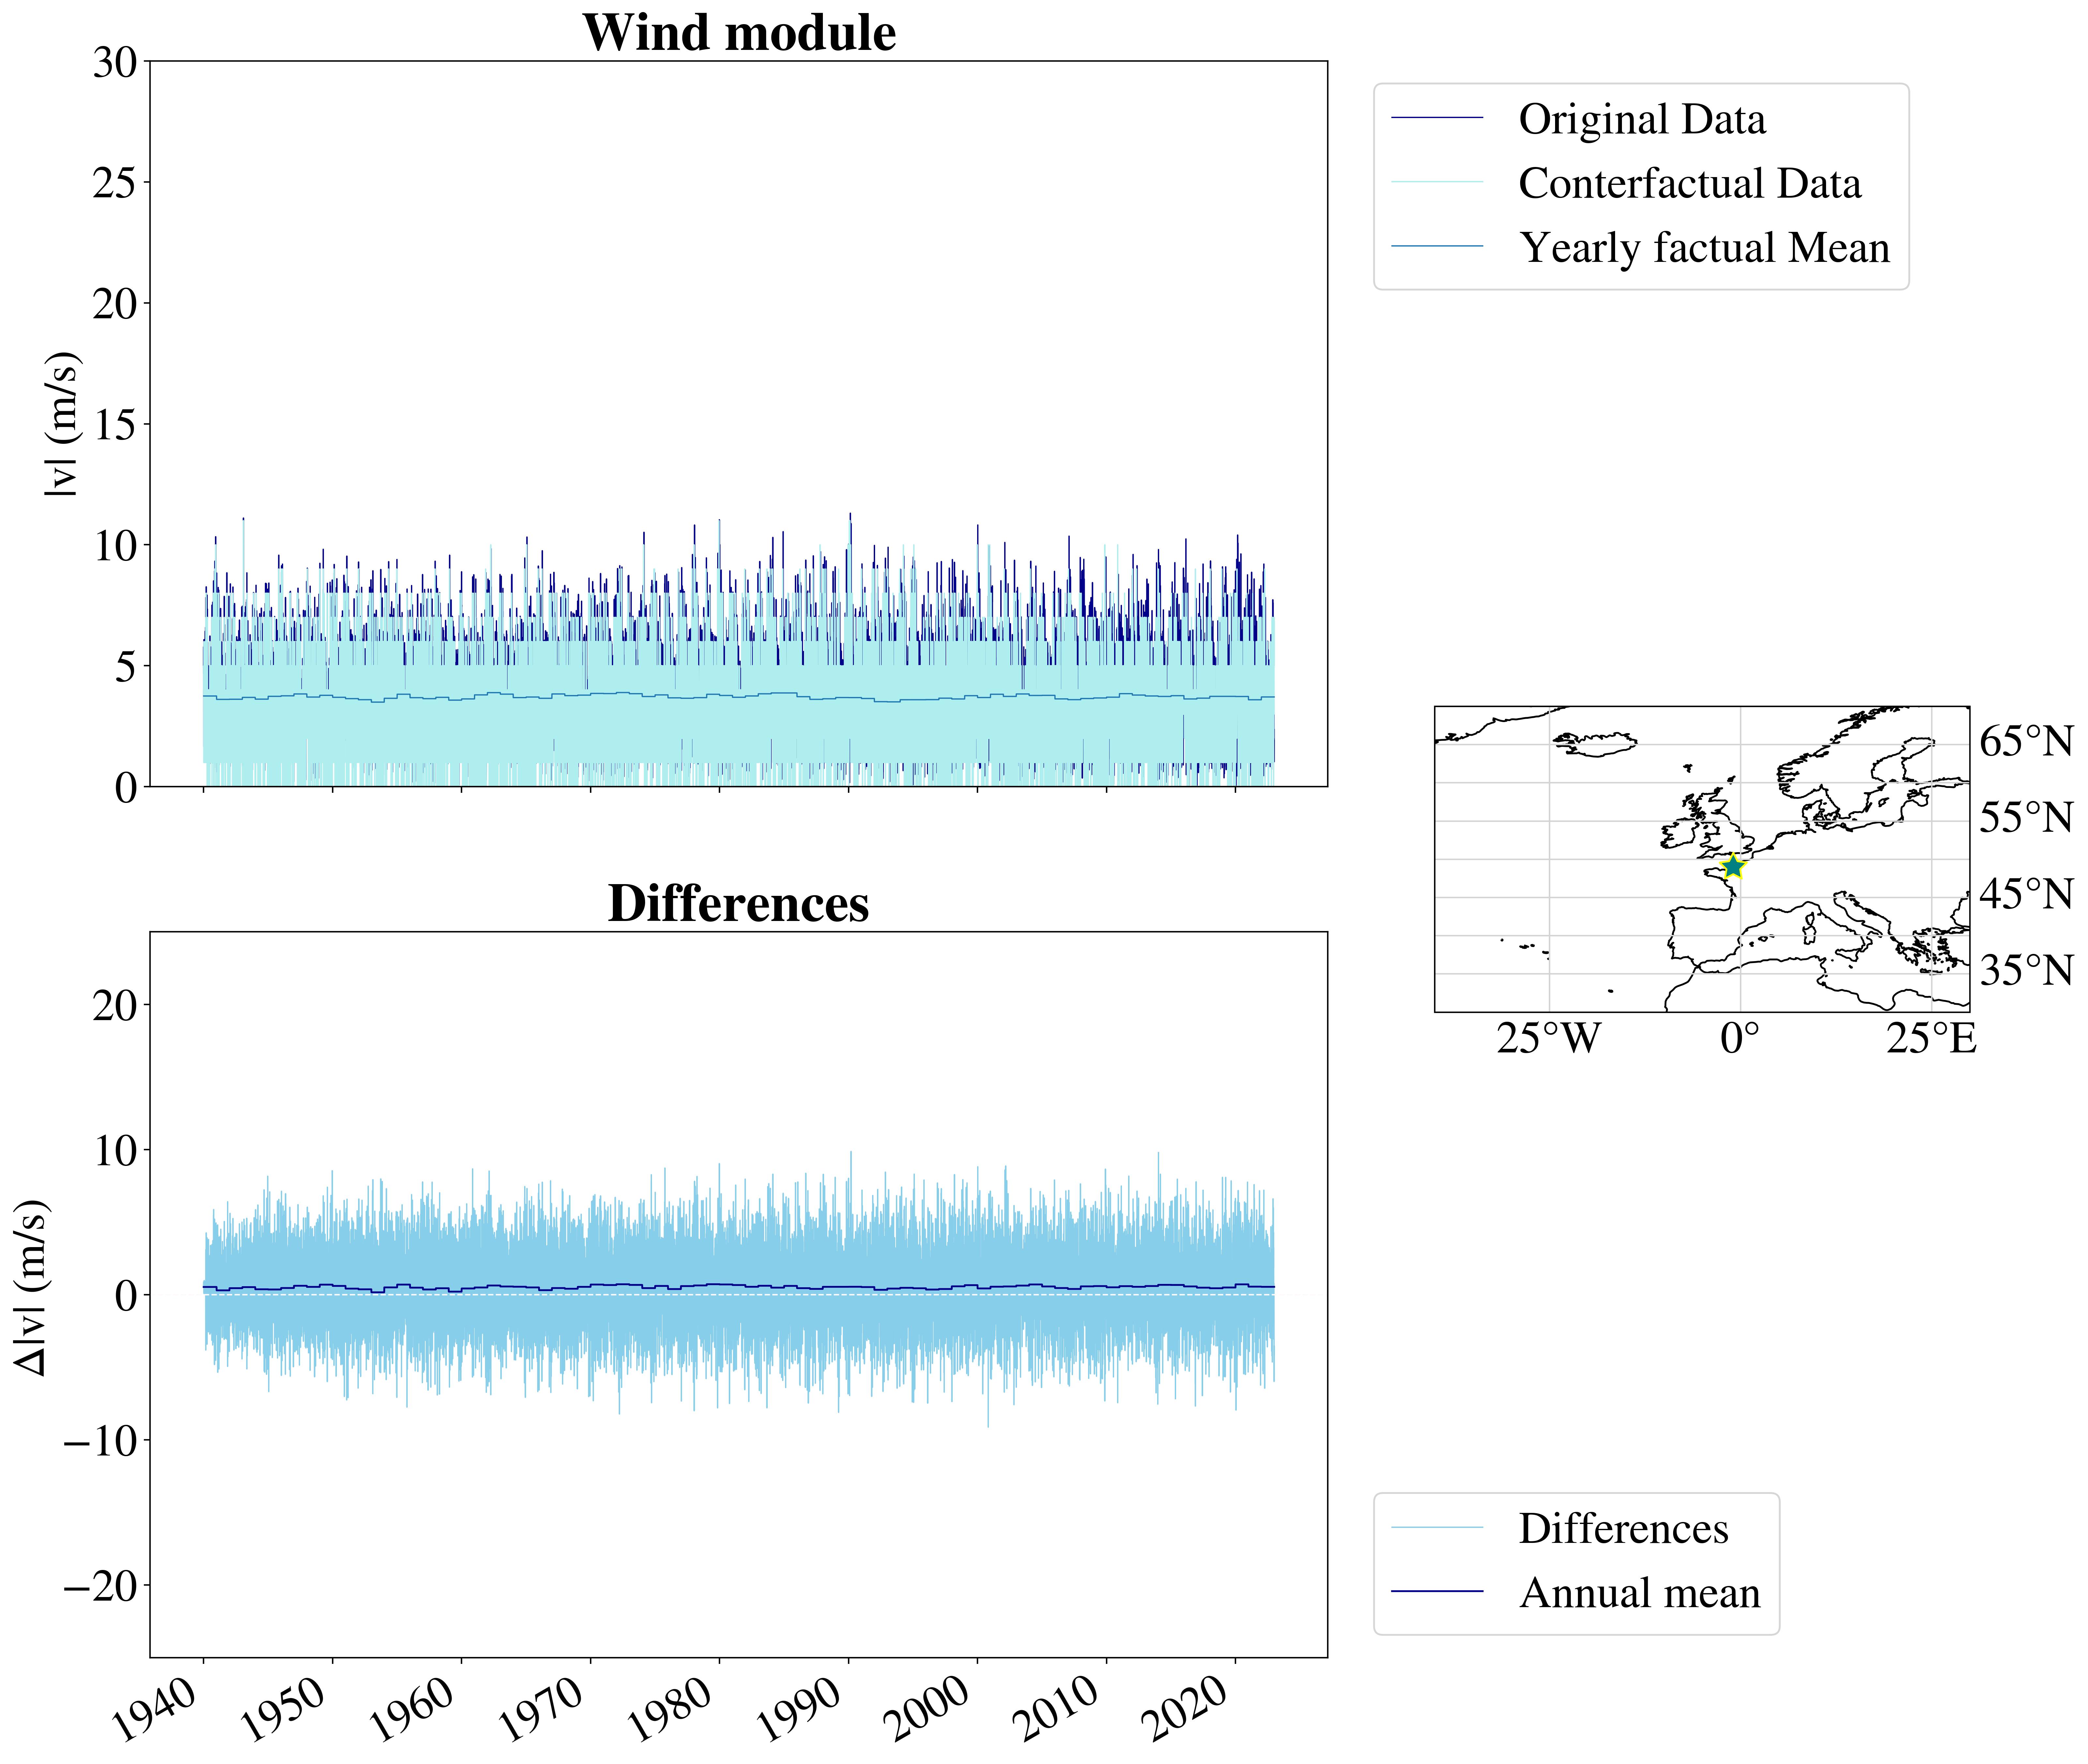 Wind module
30
25
20
15
10
5
0
|v| (m/s)
Original Data
Conterfactual Data
Yearly factual Mean
65°N
55°N
45°N
35°N
25°W 0° 25°E
Differences
20
10
0
−10
−20
Δ|v| (m/s)
1940 1950 1960 1970 1980 1990 2000 2010 2020
Differences
Annual mean